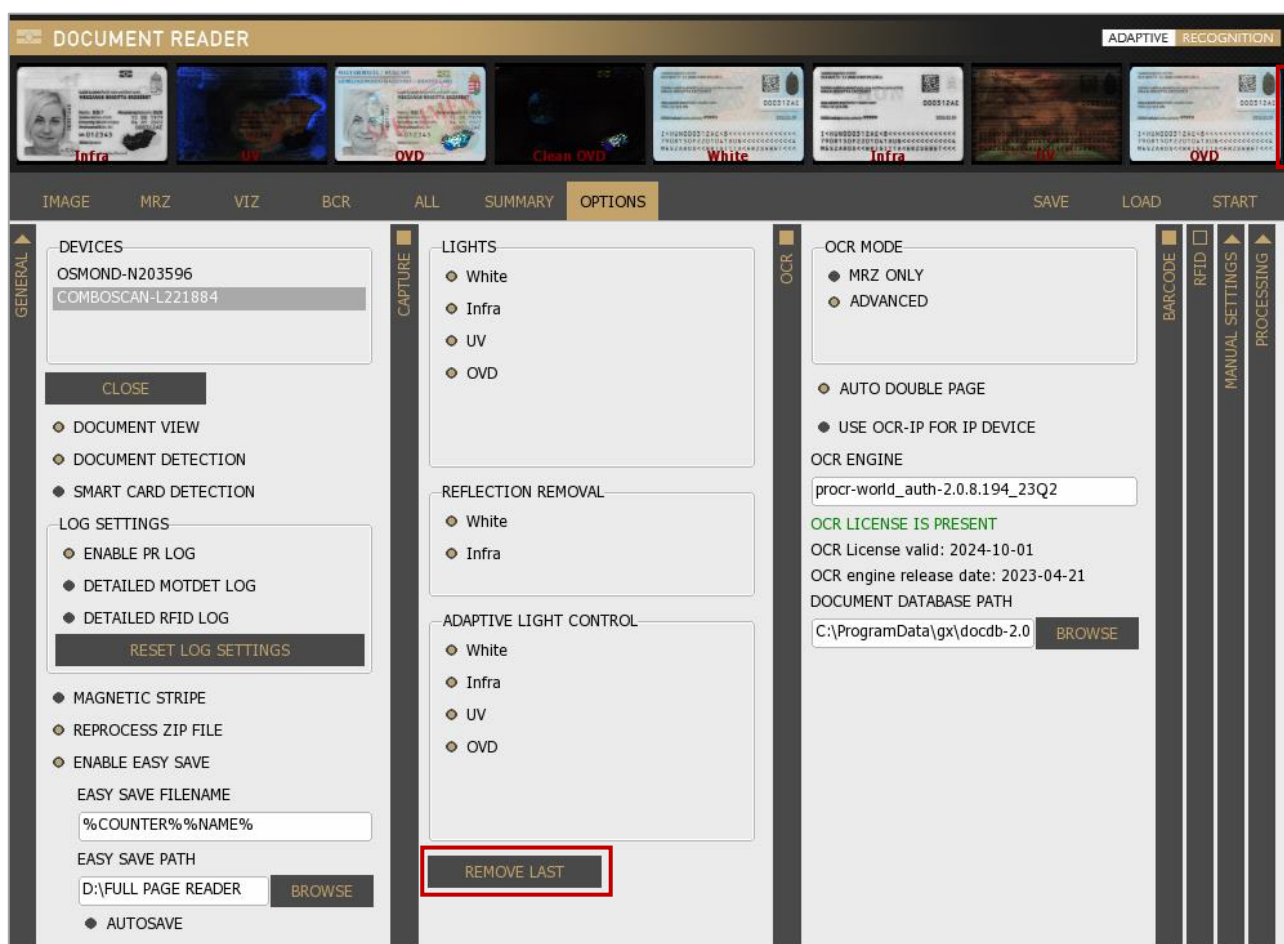 DOCUMENT READER
ADAPTIVE RECOGNITION
Infra
UV
OVD
Clean OVD
White
Infra
UV
OVD
IMAGE MRZ VIZ BCR ALL SUMMARY OPTIONS SAVE LOAD START
GENERAL
DEVICES
OSMOND-N203596
COMBOSCAN-L221884
CLOSE
DOCUMENT VIEW
DOCUMENT DETECTION
SMART CARD DETECTION
LOG SETTINGS
ENABLE PR LOG
DETAILED MOTDET LOG
DETAILED RFID LOG
RESET LOG SETTINGS
MAGNETIC STRIPE
REPROCESS ZIP FILE
ENABLE EASY SAVE
EASY SAVE FILENAME
%COUNTER%%NAME%
EASY SAVE PATH
D:\FULL PAGE READER BROWSE
AUTOSAVE
CAPTURE
LIGHTS
White
Infra
UV
OVD
REFLECTION REMOVAL
White
Infra
ADAPTIVE LIGHT CONTROL
White
Infra
UV
OVD
REMOVE LAST
OCR
OCR MODE
MRZ ONLY
ADVANCED
AUTO DOUBLE PAGE
USE OCR-IP FOR IP DEVICE
OCR ENGINE
procr-world_auth-2.0.8.194_23Q2
OCR LICENSE IS PRESENT
OCR License valid: 2024-10-01
OCR engine release date: 2023-04-21
DOCUMENT DATABASE PATH
C:\ProgramData\gx\docdb-2.0 BROWSE
BARCODE
RFID
MANUAL SETTINGS
PROCESSING